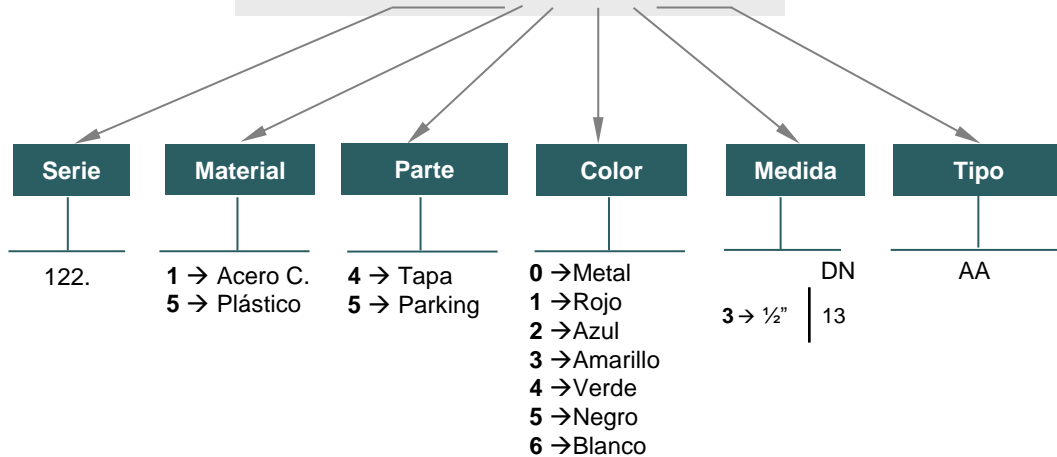 Serie
Material
Parte
Color
Medida
Tipo
122.
1 → Acero C.
5 → Plástico
4 → Tapa
5 → Parking
0 →Metal
1 →Rojo
2 →Azul
3 →Amarillo
4 →Verde
5 →Negro
6 →Blanco
DN
3 → ½” 13
AA